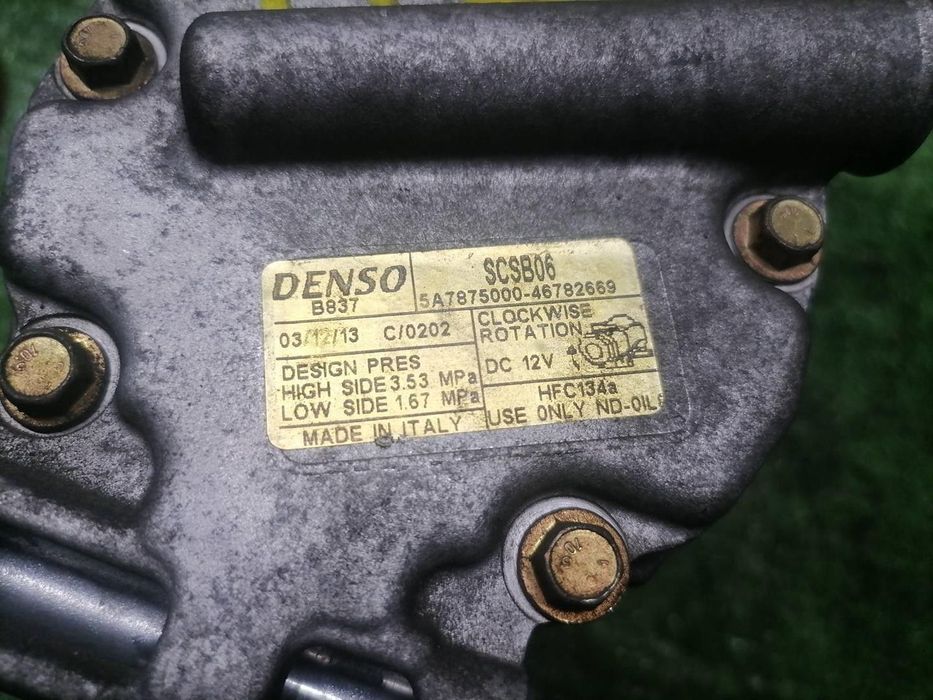 DENSO
B837
SCSB06
5A7875000-46782669
03/12/13 C/0202
CLOCKWISE
ROTATION
DC 12V
DESIGN PRES
HIGH SIDE 3.53 MPa
LOW SIDE 1.67 MPa
HFC134a
USE ONLY ND-OIL8
MADE IN ITALY